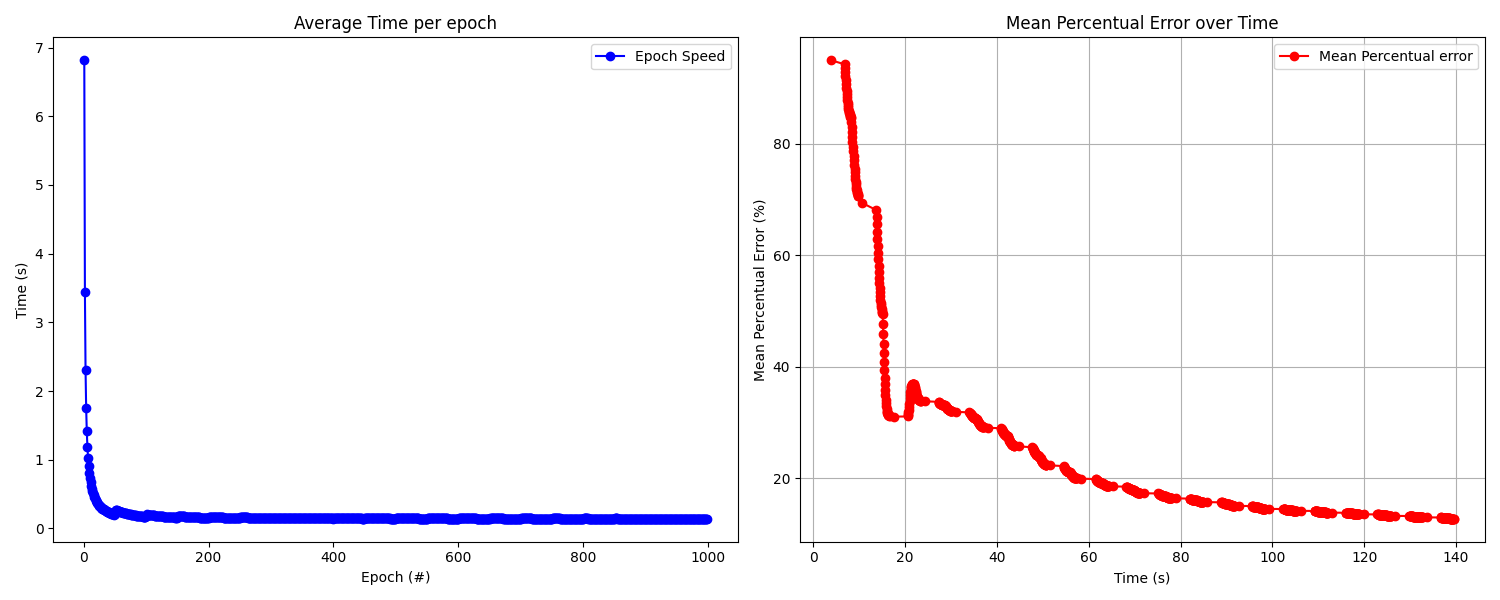 Average Time per epoch
Epoch Speed
7
6
5
4
3
2
1
0
Time (s)
0 200 400 600 800 1000
Epoch (#)
Mean Percentual Error over Time
Mean Percentual error
80
60
40
20
Mean Percentual Error (%)
0 20 40 60 80 100 120 140
Time (s)